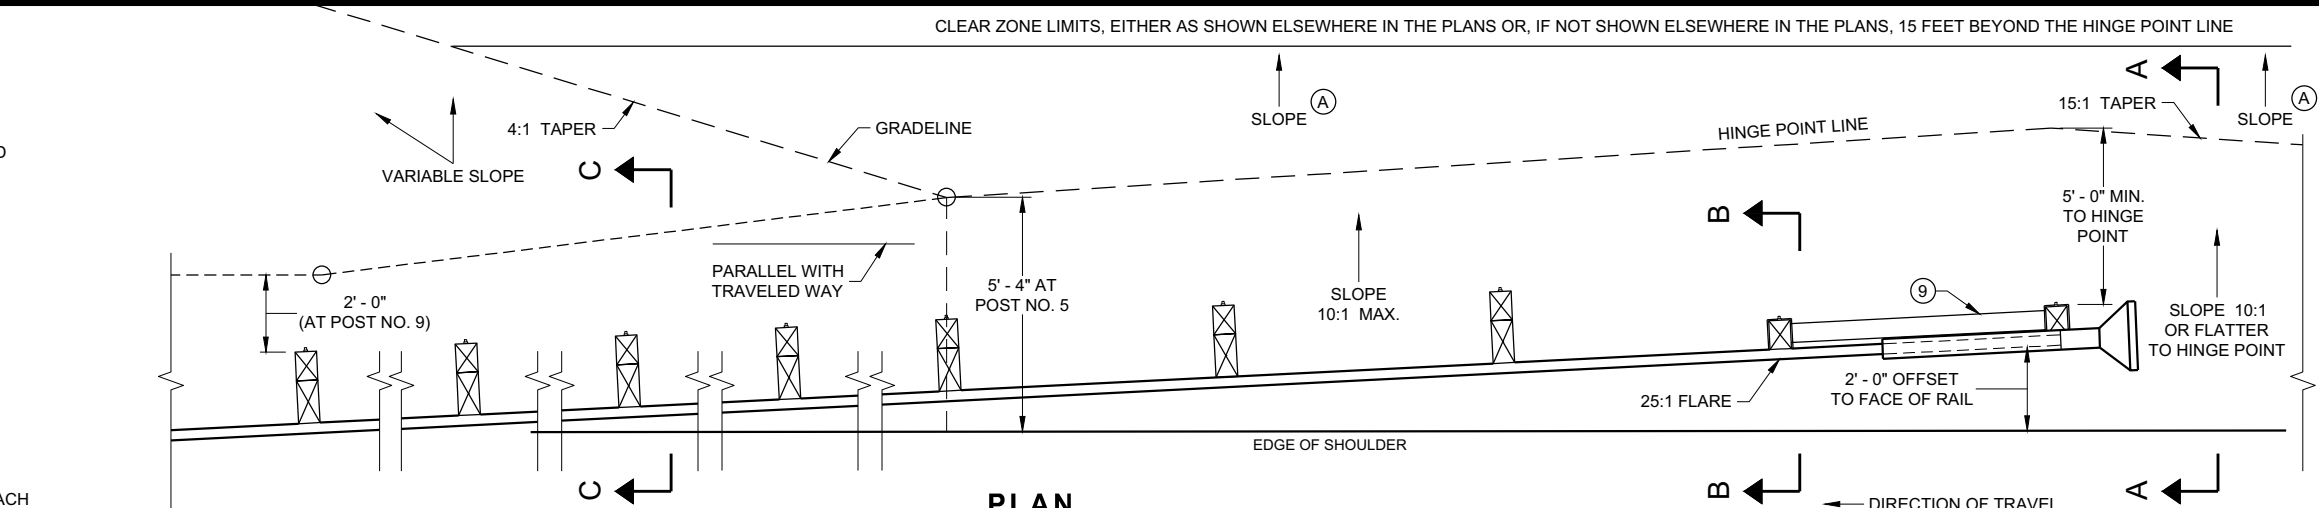 CLEAR ZONE LIMITS, EITHER AS SHOWN ELSEWHERE IN THE PLANS OR, IF NOT SHOWN ELSEWHERE IN THE PLANS, 15 FEET BEYOND THE HINGE POINT LINE
A
15:1 TAPER
A
SLOPE
A
SLOPE
4:1 TAPER
GRADELINE
HINGE POINT LINE
C
VARIABLE SLOPE
B
5' - 0" MIN.
TO HINGE
POINT
PARALLEL WITH
TRAVELED WAY
5' - 4" AT
POST NO. 5
SLOPE
10:1 MAX.
9
2' - 0"
(AT POST NO. 9)
SLOPE 10:1
OR FLATTER
TO HINGE POINT
25:1 FLARE
2' - 0" OFFSET
TO FACE OF RAIL
EDGE OF SHOULDER
C
B
A
ACH
PLAN
DIRECTION OF TRAVEL